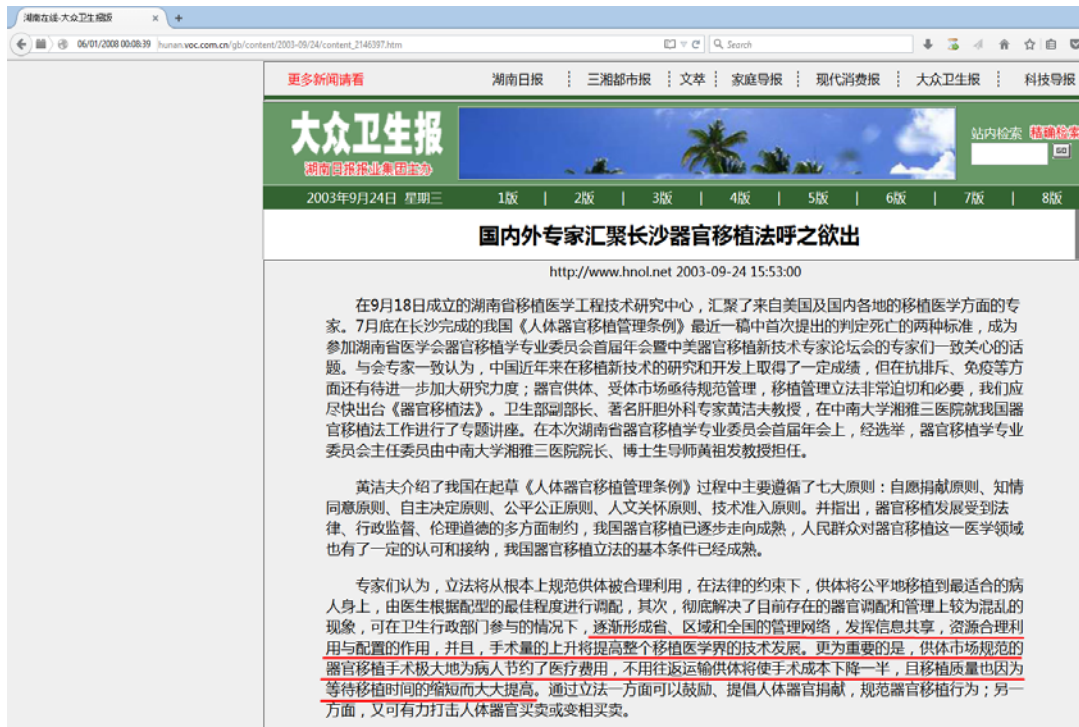 湖南在线-大众卫生报版
06/01/2008 00:08:39 hunan.voc.com.cn/gb/content/2003-09/24/content_2146397.htm
Search
更多新闻请看 湖南日报 三湘都市报 文萃 家庭导报 现代消费报 大众卫生报 科技导报
大众卫生报
湖南日报报业集团主办
站内检索 精确检索
GO
2003年9月24日 星期三 1版 | 2版 | 3版 | 4版 | 5版 | 6版 | 7版 | 8版
国内外专家汇聚长沙器官移植法呼之欲出
http://www.hnol.net 2003-09-24 15:53:00
在9月18日成立的湖南省移植医学工程技术研究中心，汇聚了来自美国及国内各地的移植医学方面的专
家。7月底在长沙完成的我国《人体器官移植管理条例》最近一稿中首次提出的判定死亡的两种标准，成为
参加湖南省医学会器官移植学专业委员会首届年会暨中美器官移植新技术专家论坛会的专家们一致关心的话
题。与会专家一致认为，中国近年来在移植新技术的研究和开发上取得了一定成绩，但在抗排斥、免疫等方
面还有待进一步加大研究力度；器官供体、受体市场亟待规范管理，移植管理立法非常迫切和必要，我们应
尽快出台《器官移植法》。卫生部副部长、著名肝胆外科专家黄洁夫教授，在中南大学湘雅三医院就我国器
官移植法工作进行了专题讲座。在本次湖南省器官移植学专业委员会首届年会上，经选举，器官移植学专业
委员会主任委员由中南大学湘雅三医院院长、博士生导师黄祖发教授担任。
黄洁夫介绍了我国在起草《人体器官移植管理条例》过程中主要遵循了七大原则：自愿捐献原则、知情
同意原则、自主决定原则、公平公正原则、人文关怀原则、技术准入原则。并指出，器官移植发展受到法
律、行政监督、伦理道德的多方面制约，我国器官移植已逐步走向成熟，人民群众对器官移植这一医学领域
也有了一定的认可和接纳，我国器官移植立法的基本条件已经成熟。
专家们认为，立法将从根本上规范供体被合理利用，在法律的约束下，供体将公平地移植到最适合的病
人身上，由医生根据配型的最佳程度进行调配，其次，彻底解决了目前存在的器官调配和管理上较为混乱的
现象，可在卫生行政部门参与的情况下，逐渐形成省、区域和全国的管理网络，发挥信息共享，资源合理利
用与配置的作用，并且，手术量的上升将提高整个移植医学界的技术发展。更为重要的是，供体市场规范的
器官移植手术极大地为病人节约了医疗费用，不用往返运输供体将使手术成本下降一半，且移植质量也因为
等待移植时间的缩短而大大提高。通过立法一方面可以鼓励、提倡人体器官捐献，规范器官移植行为；另一
方面，又可有力打击人体器官买卖或变相买卖。